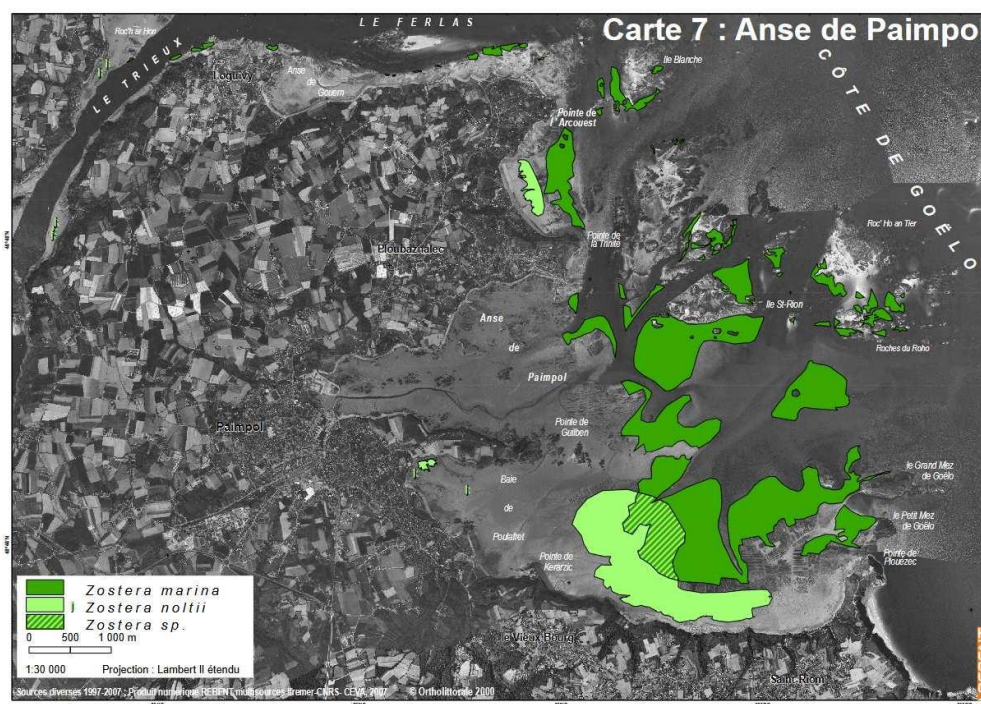 Carte 7 : Anse de Paimpo
LE FERLAS
Roc'h ar Hon
LE TRIEUX
Loguivy
Anse
de
Gouern
Ile Blanche
CÔTE DE GOËLO
Pointe de
l'Arcouest
Ploubazlalec
Pointe de
la Trinité
Roc' Ho an Tier
Ile St-Rion
Roches du Roho
Anse
de
Paimpol
Paimpol
Pointe de
Guilben
Baie
de
Poulafret
Pointe de
Kerarzic
le Grand Mez
de Goëlo
le Petit Mez
de Goëlo
Pointe de
Plouézec
le Vieux Bourg
Saint Riom
Zostera marina
Zostera noltii
Zostera sp.
0 500 1 000 m
1:30 000 Projection : Lambert II étendu
Sources diverses 1997-2007 ; Produit numérique REBENT multisources Ifremer-CNRS- CEVA, 2007 © Ortholittorale 2000